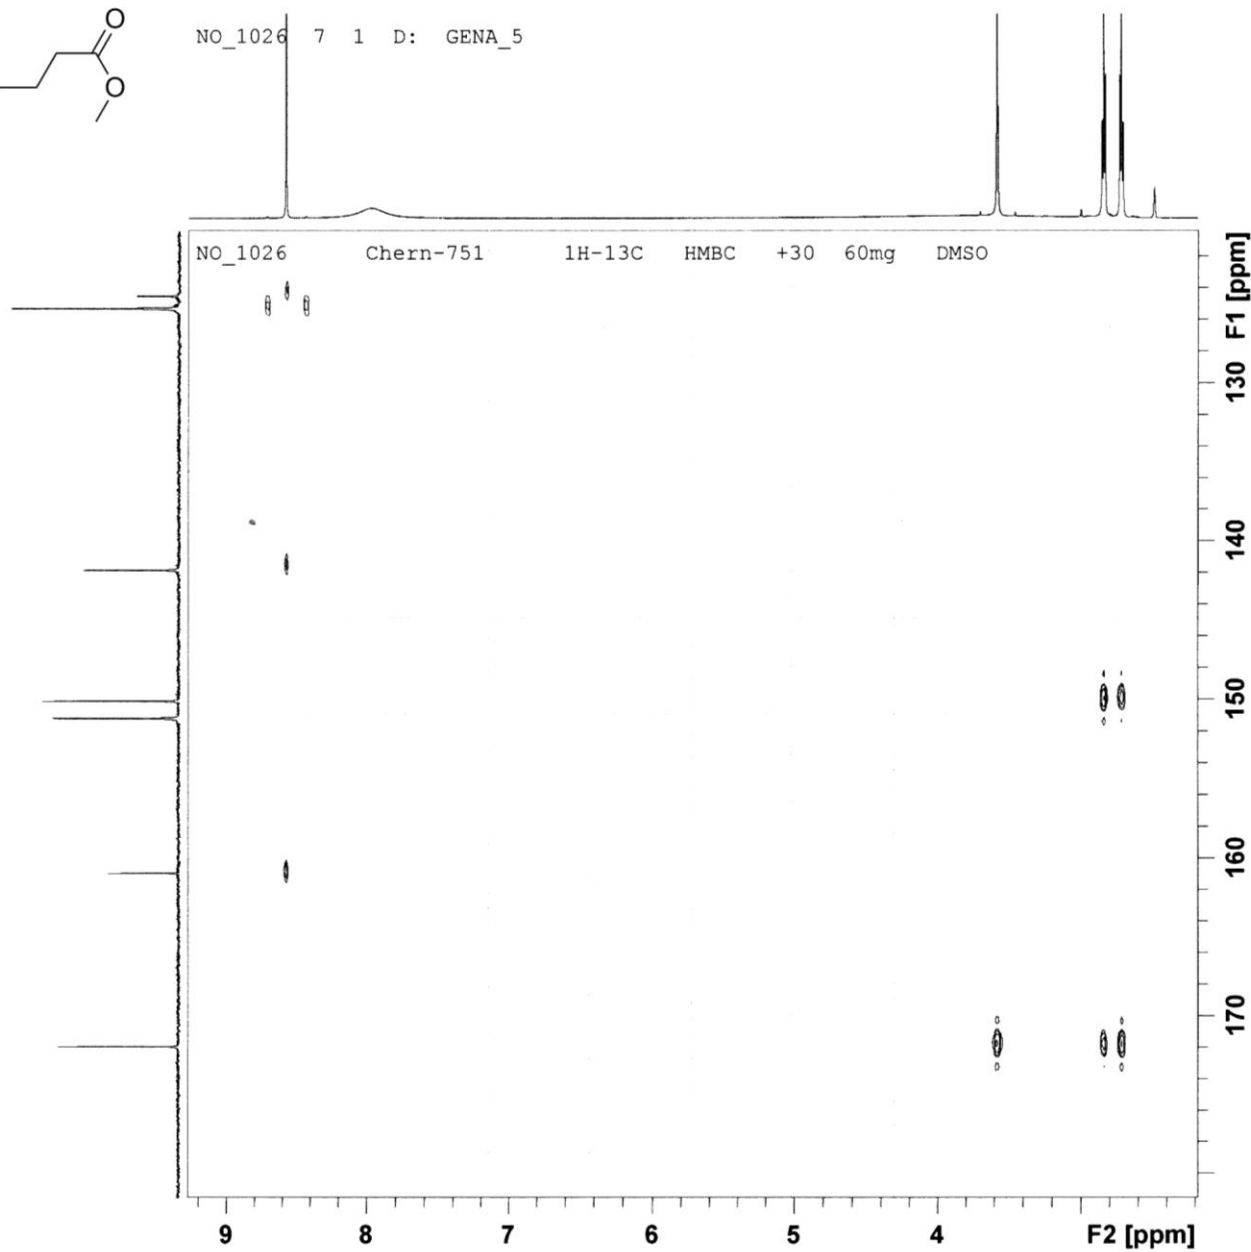 O
O
NO_1026 7 1 D: GENA_5
NO_1026 Chern-751 1H-13C HMBC +30 60mg DMSO
F1 [ppm]
130
140
150
160
170
9 8 7 6 5 4 F2 [ppm]